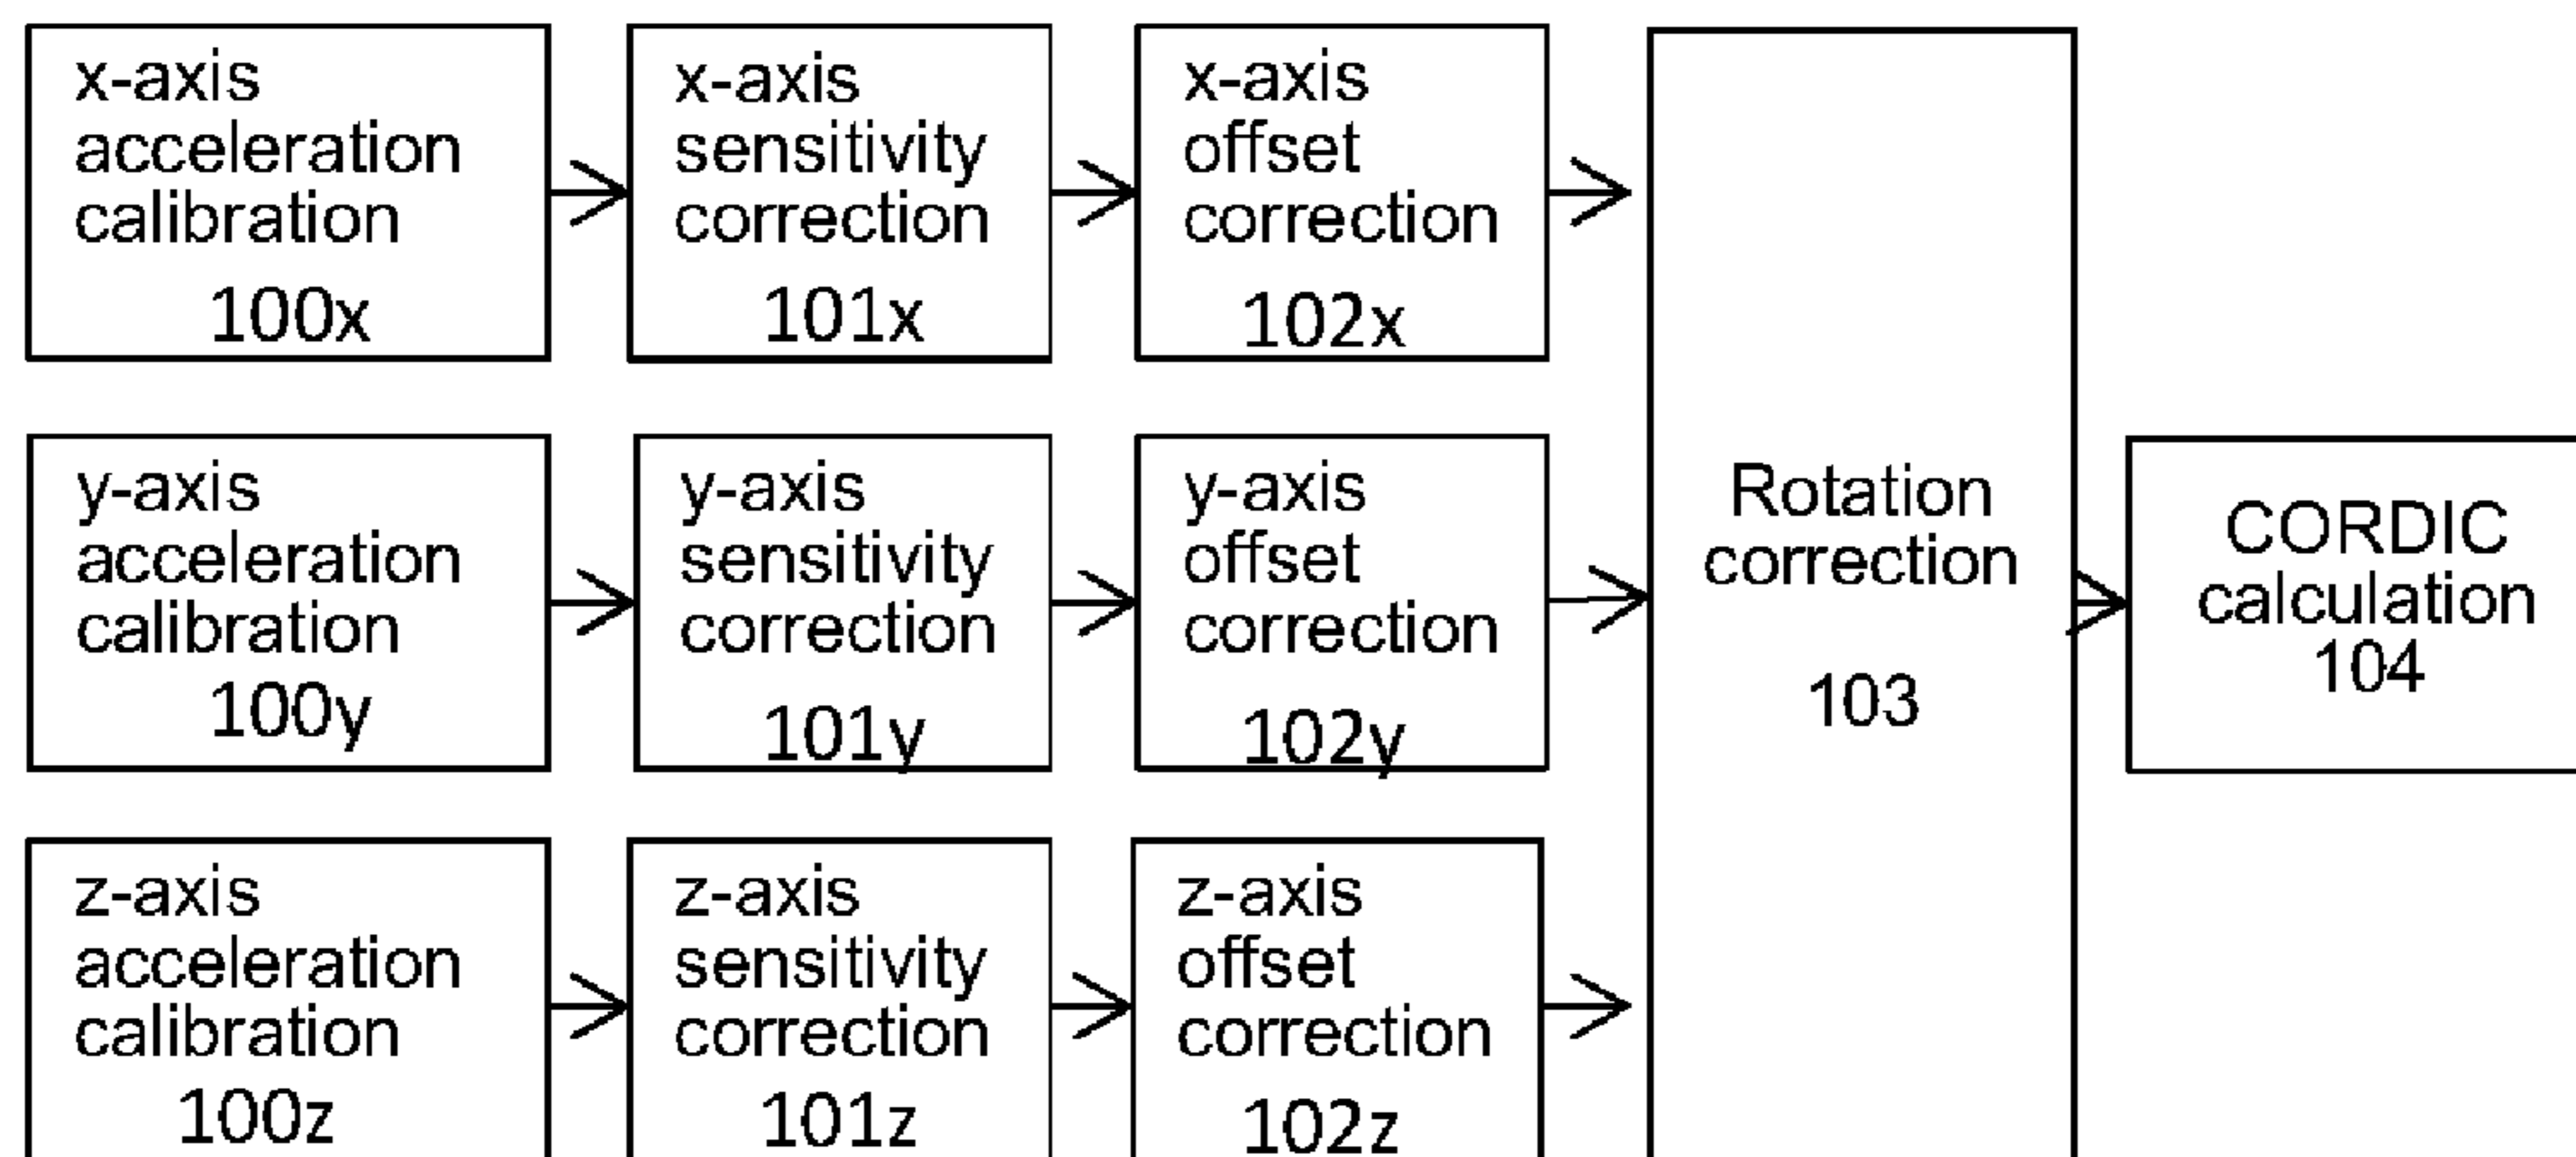 x-axis
acceleration
calibration
100x
x-axis
sensitivity
correction
101x
x-axis
offset
correction
102x
y-axis
acceleration
calibration
100y
y-axis
sensitivity
correction
101y
y-axis
offset
correction
102y
z-axis
acceleration
calibration
100z
z-axis
sensitivity
correction
101z
z-axis
offset
correction
102z
Rotation
correction
103
CORDIC
calculation
104